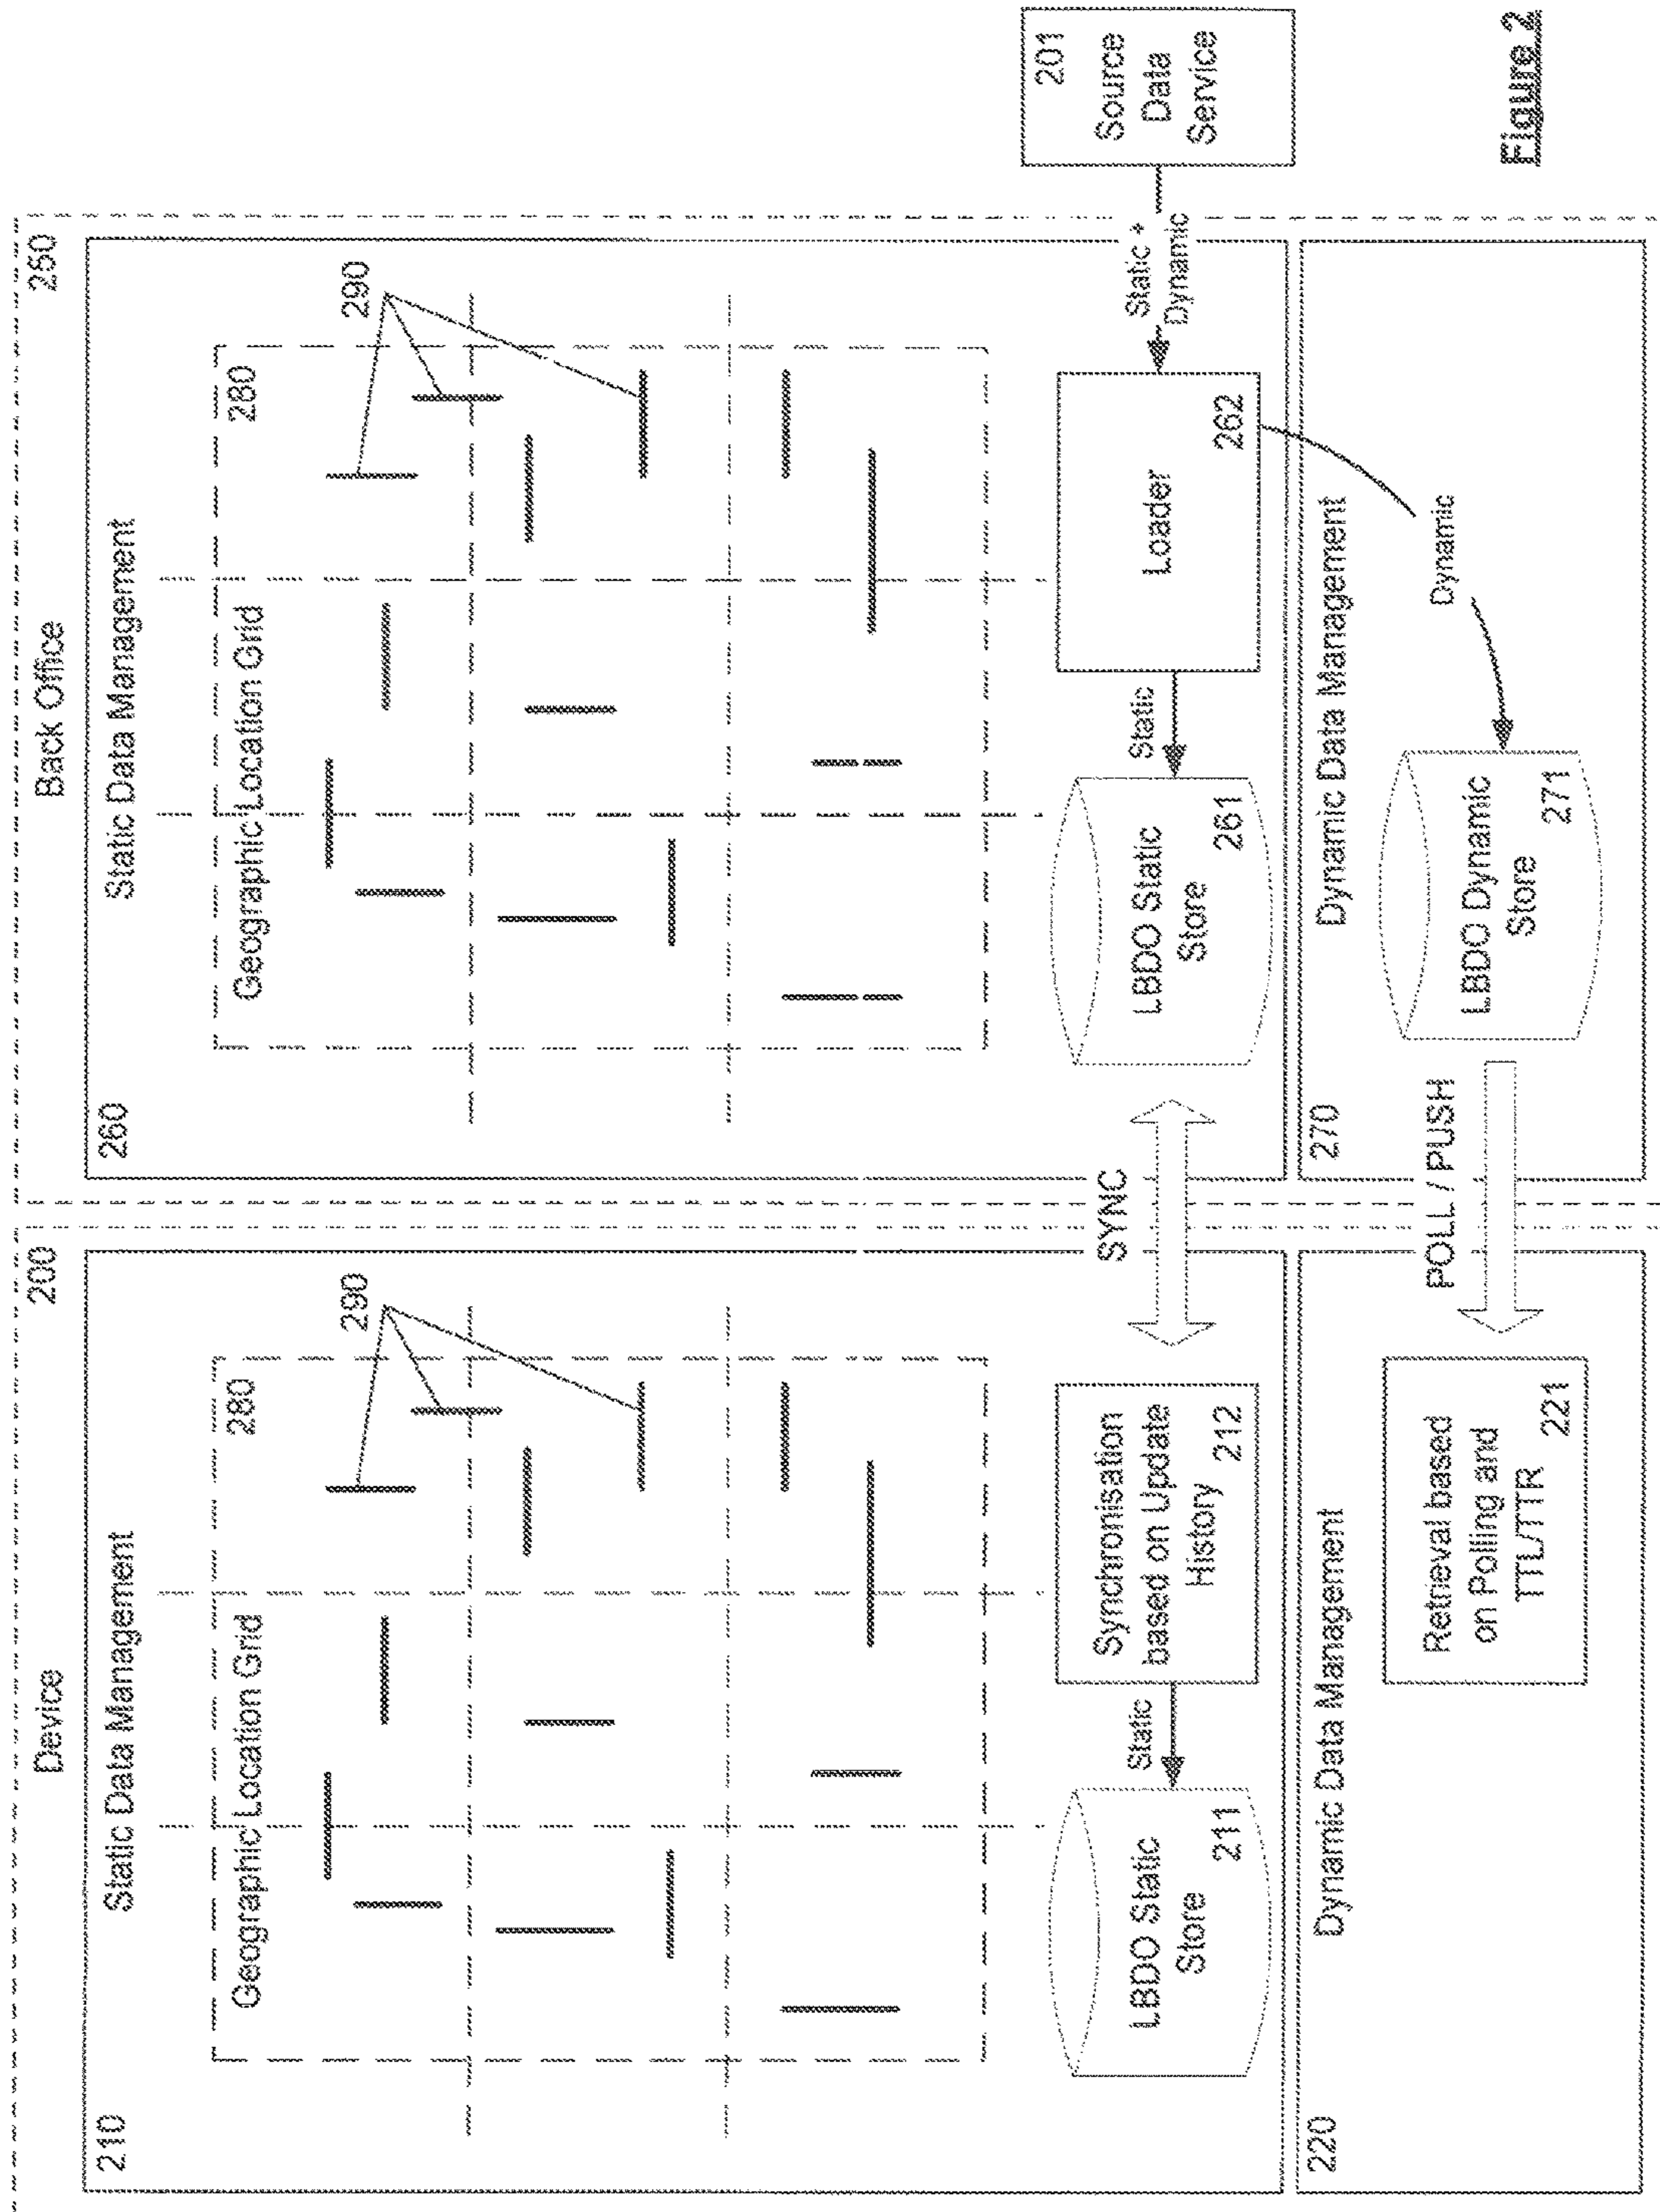 Device
200
Static Data Management
210
Geographic Location Grid
280
290
LBDO Static
Store
211
Static
Synchronisation
based on Update
History
212
SYNC
Dynamic Data Management
220
Retrieval based
on Polling and
TTL/TTR
221
POLL / PUSH
Back Office
250
Static Data Management
260
Geographic Location Grid
280
290
LBDO Static
Store
261
Static
Loader
262
Static +
Dynamic
201
Source
Data
Service
Dynamic Data Management
270
LBDO Dynamic
Store
271
Dynamic
Figure 2